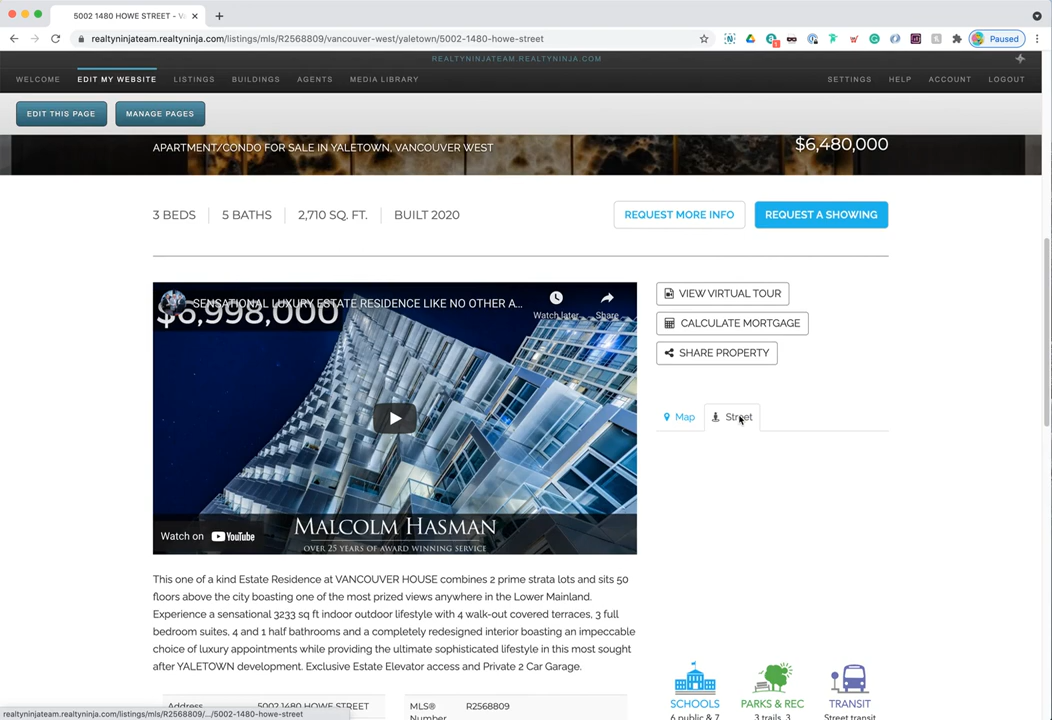 5002 1480 HOWE STREET - V
realtyninjateam.realtyninja.com/listings/mls/R2568809/vancouver-west/yaletown/5002-1480-howe-street
Paused
REALTYNINJATEAM.REALTYNINJA.COM
WELCOME EDIT MY WEBSITE LISTINGS BUILDINGS AGENTS MEDIA LIBRARY SETTINGS HELP ACCOUNT LOGOUT
EDIT THIS PAGE MANAGE PAGES
APARTMENT/CONDO FOR SALE IN YALETOWN, VANCOUVER WEST $6,480,000
3 BEDS 5 BATHS 2,710 SQ. FT. BUILT 2020 REQUEST MORE INFO REQUEST A SHOWING
SENSATIONAL LUXURY ESTATE RESIDENCE LIKE NO OTHER A...
$6,998,000
Watch later Share
VIEW VIRTUAL TOUR
CALCULATE MORTGAGE
SHARE PROPERTY
Map Street
Watch on YouTube
MALCOLM HASMAN
OVER 25 YEARS OF AWARD WINNING SERVICE
This one of a kind Estate Residence at VANCOUVER HOUSE combines 2 prime strata lots and sits 50
floors above the city boasting one of the most prized views anywhere in the Lower Mainland.
Experience a sensational 3233 sq ft indoor outdoor lifestyle with 4 walk-out covered terraces, 3 full
bedroom suites, 4 and 1 half bathrooms and a completely redesigned interior boasting an impeccable
choice of luxury appointments while providing the ultimate sophisticated lifestyle in this most sought
after YALETOWN development. Exclusive Estate Elevator access and Private 2 Car Garage.
Address 5002 1480 HOWE STREET
MLS® R2568809
Number
SCHOOLS PARKS & REC TRANSIT
6 public & 7 3 trails, 3 Street transit
realtyninjateam.realtyninja.com/listings/mls/R2568809/.../5002-1480-howe-street